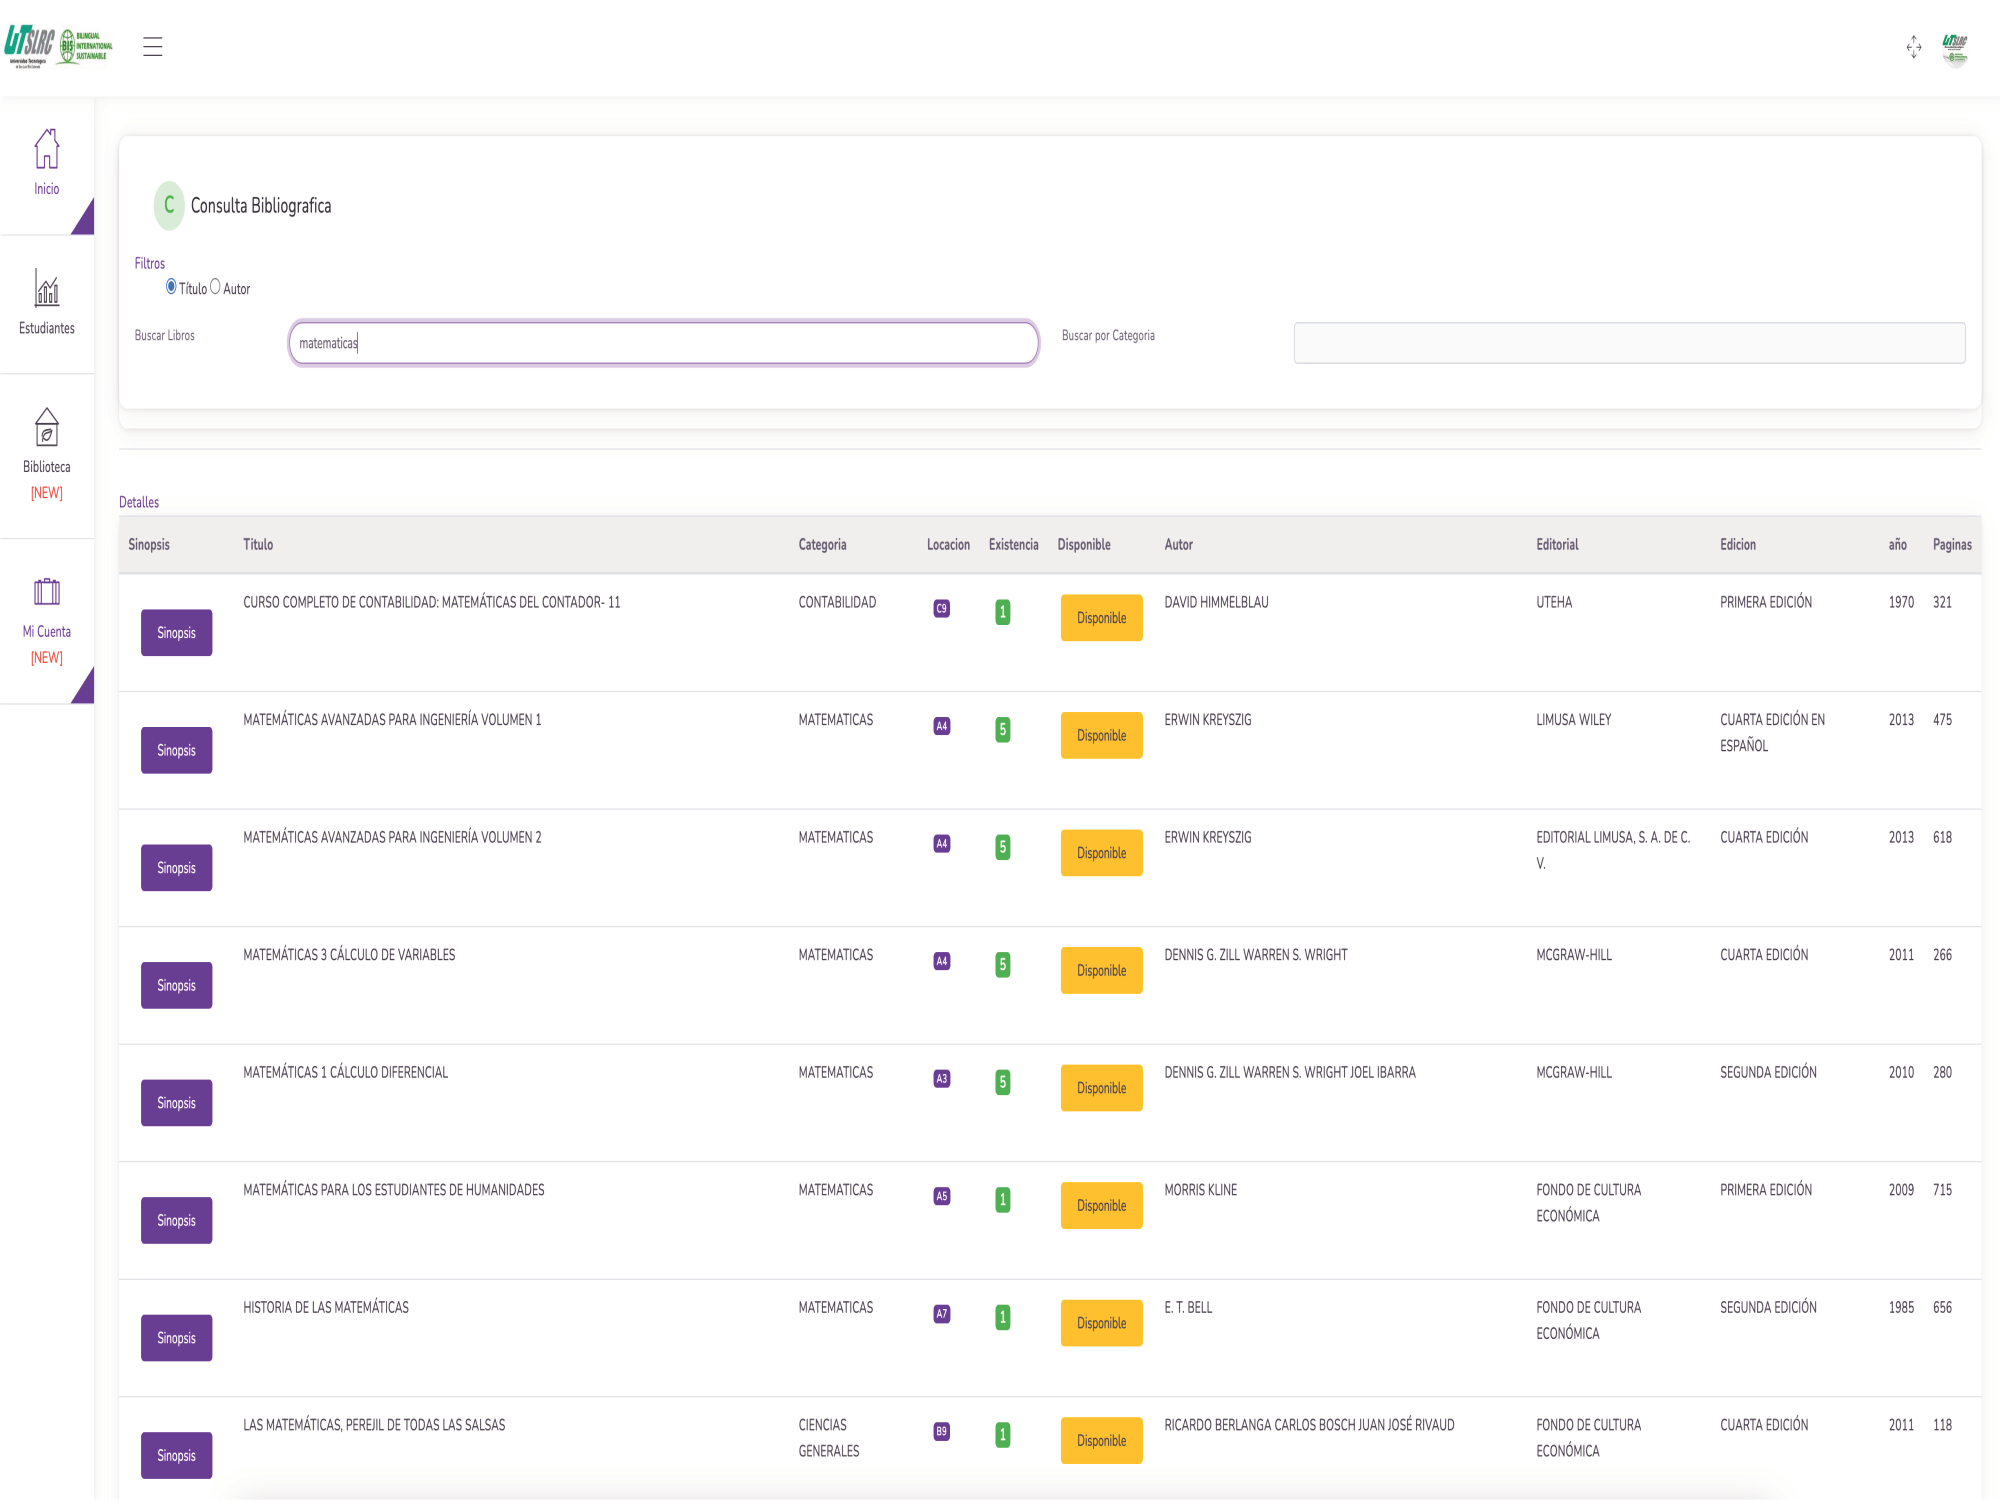 UTSLRC
Universidad Tecnológica
BIS
BILINGUAL
INTERNATIONAL
SUSTAINABLE
UTSLRC
Inicio
Estudiantes
Biblioteca
[NEW]
Mi Cuenta
[NEW]
C Consulta Bibliografica
Filtros
Título Autor
Buscar Libros matematicas Buscar por Categoria
Detalles
Sinopsis Titulo Categoria Locacion Existencia Disponible Autor Editorial Edicion año Paginas
Sinopsis CURSO COMPLETO DE CONTABILIDAD: MATEMÁTICAS DEL CONTADOR- 11 CONTABILIDAD C9 1 Disponible DAVID HIMMELBLAU UTEHA PRIMERA EDICIÓN 1970 321
Sinopsis MATEMÁTICAS AVANZADAS PARA INGENIERÍA VOLUMEN 1 MATEMATICAS A4 5 Disponible ERWIN KREYSZIG LIMUSA WILEY CUARTA EDICIÓN EN 2013 475
ESPAÑOL
Sinopsis MATEMÁTICAS AVANZADAS PARA INGENIERÍA VOLUMEN 2 MATEMATICAS A4 5 Disponible ERWIN KREYSZIG EDITORIAL LIMUSA, S. A. DE C. CUARTA EDICIÓN 2013 618
V.
Sinopsis MATEMÁTICAS 3 CÁLCULO DE VARIABLES MATEMATICAS A4 5 Disponible DENNIS G. ZILL WARREN S. WRIGHT MCGRAW-HILL CUARTA EDICIÓN 2011 266
Sinopsis MATEMÁTICAS 1 CÁLCULO DIFERENCIAL MATEMATICAS A3 5 Disponible DENNIS G. ZILL WARREN S. WRIGHT JOEL IBARRA MCGRAW-HILL SEGUNDA EDICIÓN 2010 280
Sinopsis MATEMÁTICAS PARA LOS ESTUDIANTES DE HUMANIDADES MATEMATICAS A5 1 Disponible MORRIS KLINE FONDO DE CULTURA PRIMERA EDICIÓN 2009 715
ECONÓMICA
Sinopsis HISTORIA DE LAS MATEMÁTICAS MATEMATICAS A7 1 Disponible E. T. BELL FONDO DE CULTURA SEGUNDA EDICIÓN 1985 656
ECONÓMICA
Sinopsis LAS MATEMÁTICAS, PEREJIL DE TODAS LAS SALSAS CIENCIAS B9 1 Disponible RICARDO BERLANGA CARLOS BOSCH JUAN JOSÉ RIVAUD FONDO DE CULTURA CUARTA EDICIÓN 2011 118
GENERALES ECONÓMICA